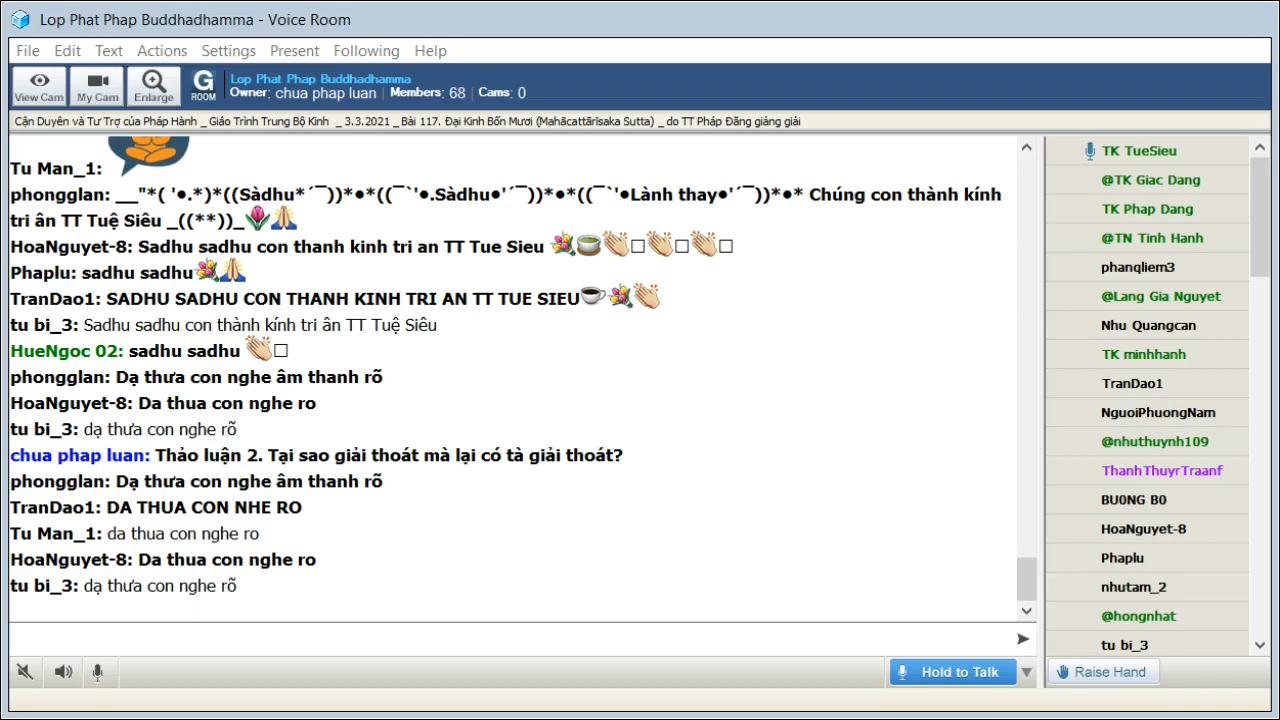 Lop Phat Phap Buddhadhamma - Voice Room
File Edit Text Actions Settings Present Following Help
View Cam My Cam Enlarge G ROOM
Lop Phat Phap Buddhadhamma
Owner: chua phap luan | Members: 68 | Cams: 0
Cận Duyên và Tư Trợ của Pháp Hành _ Giáo Trình Trung Bộ Kinh _ 3.3.2021 _ Bài 117. Đại Kinh Bốn Mươi (Mahācattārīsaka Sutta) _ do TT Pháp Đăng giảng giải
Tu Man_1:
phongglan: __"*( '•.*)*((Sàdhu*´¯))*•*((¯`'•.Sàdhu•'´¯))*•*((¯`'•Lành thay•'´¯))*•* Chúng con thành kính
tri ân TT Tuệ Siêu _((**))_🌷🙏
HoaNguyet-8: Sadhu sadhu con thanh kinh tri an TT Tue Sieu 💐🍵👏□👏□👏□
Phaplu: sadhu sadhu💐🙏
TranDao1: SADHU SADHU CON THANH KINH TRI AN TT TUE SIEU☕💐👏
tu bi_3: Sadhu sadhu con thành kính tri ân TT Tuệ Siêu
HueNgoc 02: sadhu sadhu 👏□
phongglan: Dạ thưa con nghe âm thanh rõ
HoaNguyet-8: Da thua con nghe ro
tu bi_3: dạ thưa con nghe rõ
chua phap luan: Thảo luận 2. Tại sao giải thoát mà lại có tà giải thoát?
phongglan: Dạ thưa con nghe âm thanh rõ
TranDao1: DA THUA CON NHE RO
Tu Man_1: da thua con nghe ro
HoaNguyet-8: Da thua con nghe ro
tu bi_3: dạ thưa con nghe rõ
Hold to Talk
TK TueSieu
@TK Giac Dang
TK Phap Dang
@TN Tinh Hanh
phanqliem3
@Lang Gia Nguyet
Nhu Quangcan
TK minhhanh
TranDao1
NguoiPhuongNam
@nhuthuynh109
ThanhThuyrTraanf
BU0NG B0
HoaNguyet-8
Phaplu
nhutam_2
@hongnhat
tu bi_3
Raise Hand